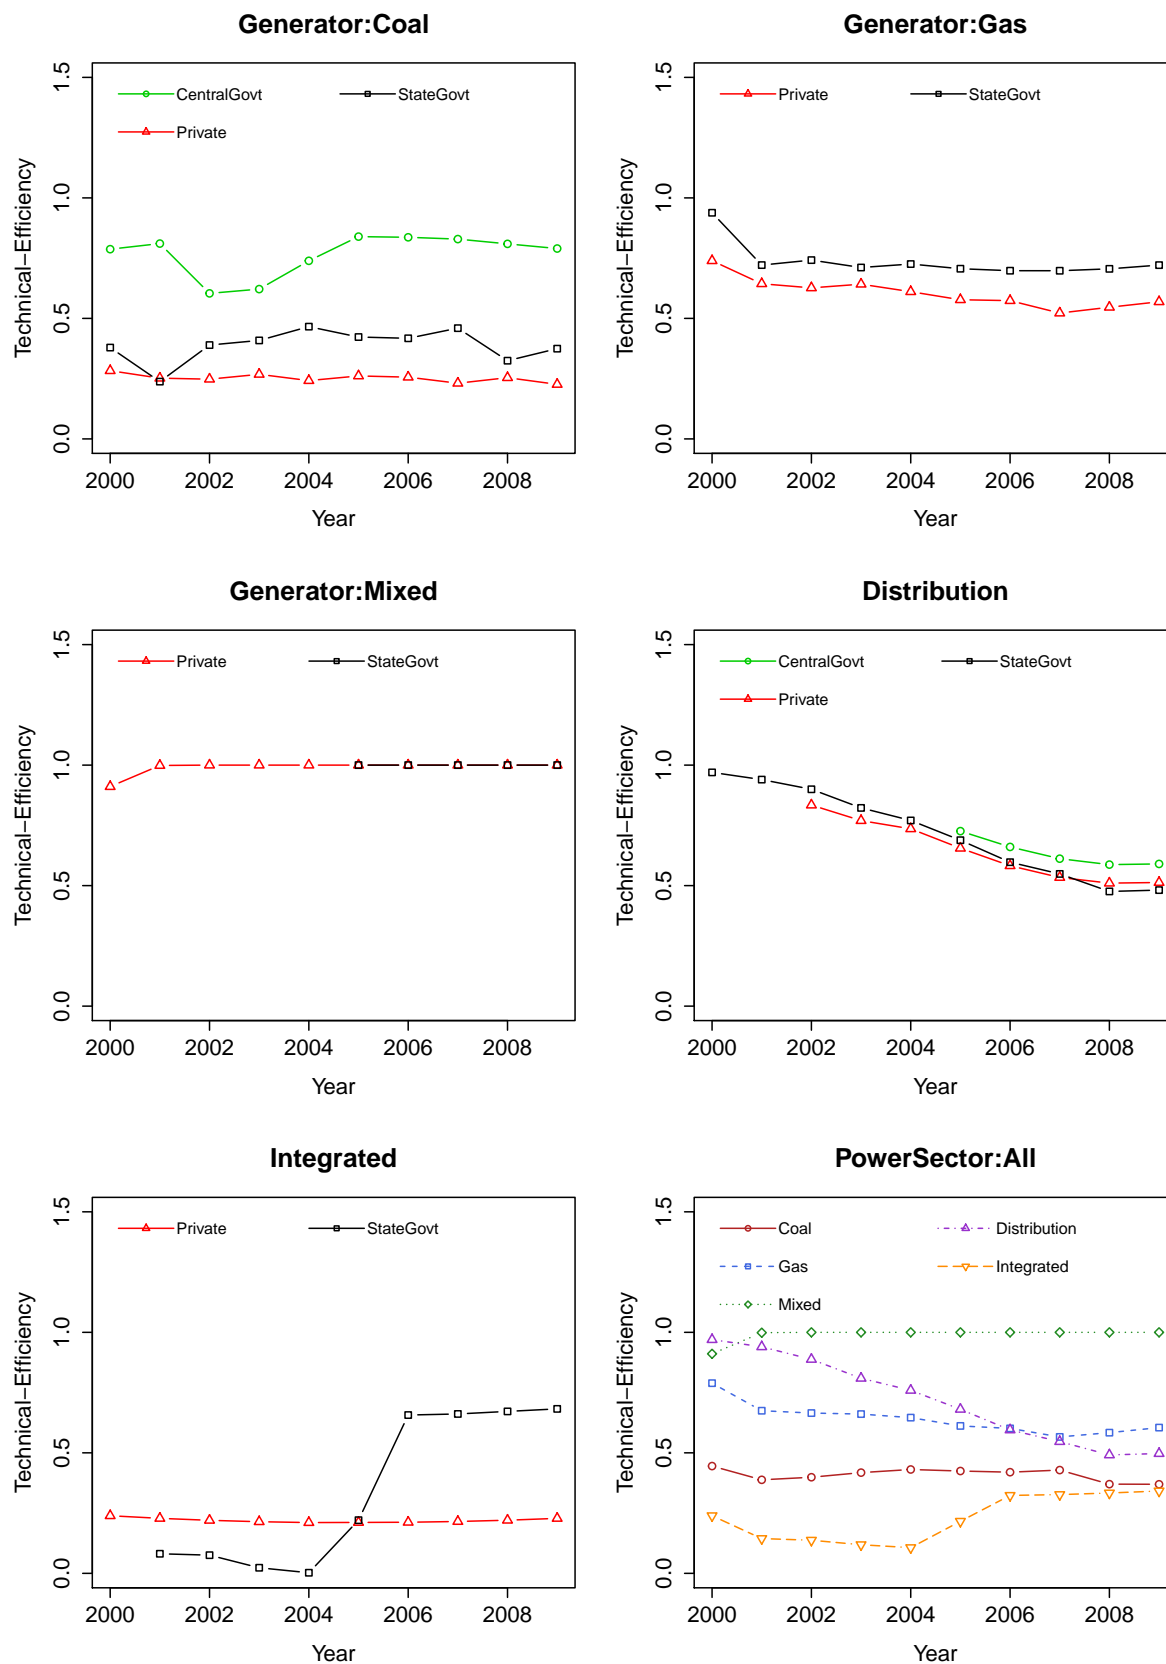 Generator:Coal
Technical−Efficiency
1.5
1.0
0.5
0.0
CentralGovt StateGovt
Private
2000 2002 2004 2006 2008
Year
Generator:Gas
Technical−Efficiency
1.5
1.0
0.5
0.0
Private StateGovt
2000 2002 2004 2006 2008
Year
Generator:Mixed
Technical−Efficiency
1.5
1.0
0.5
0.0
Private StateGovt
2000 2002 2004 2006 2008
Year
Distribution
Technical−Efficiency
1.5
1.0
0.5
0.0
CentralGovt StateGovt
Private
2000 2002 2004 2006 2008
Year
Integrated
Technical−Efficiency
1.5
1.0
0.5
0.0
Private StateGovt
2000 2002 2004 2006 2008
Year
PowerSector:All
Technical−Efficiency
1.5
1.0
0.5
0.0
Coal Distribution
Gas Integrated
Mixed
2000 2002 2004 2006 2008
Year